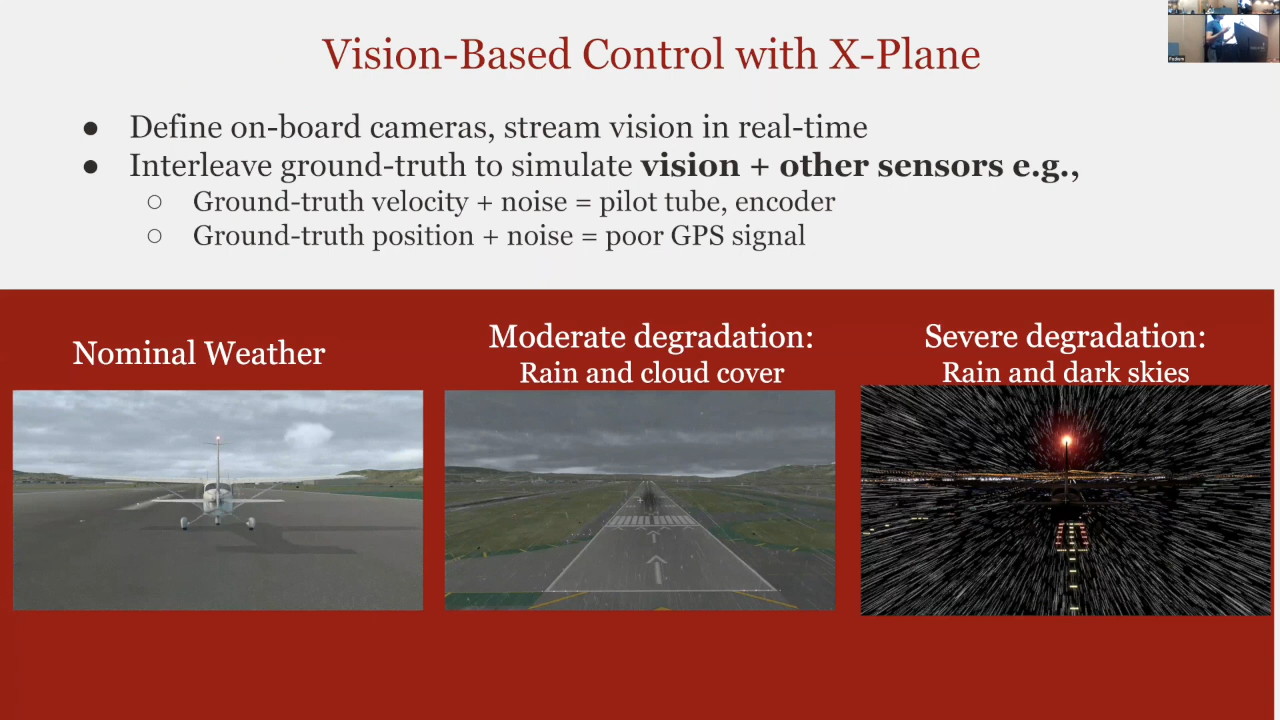 Vision-Based Control with X-Plane
● Define on-board cameras, stream vision in real-time
● Interleave ground-truth to simulate vision + other sensors e.g.,
○ Ground-truth velocity + noise = pilot tube, encoder
○ Ground-truth position + noise = poor GPS signal
Nominal Weather
Moderate degradation:
Rain and cloud cover
Severe degradation:
Rain and dark skies
Podium